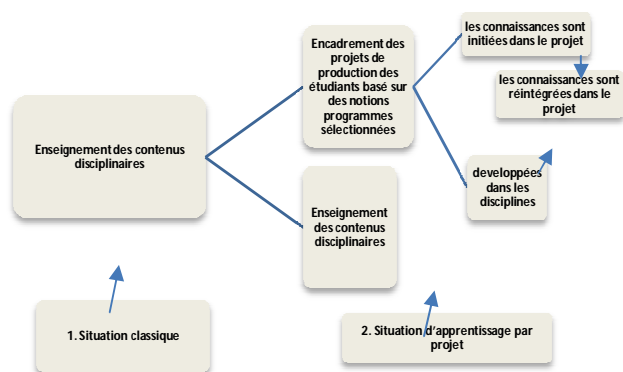 Enseignement des contenus
disciplinaires
Encadrement des
projets de
production des
étudiants basé sur
des notions
programmes
sélectionnées
Enseignement
des contenus
disciplinaires
les connaissances sont
initiées dans le projet
les connaissances sont
réintégrées dans le
projet
developpées
dans les
disciplines
1. Situation classique
2. Situation d'apprentissage par
projet